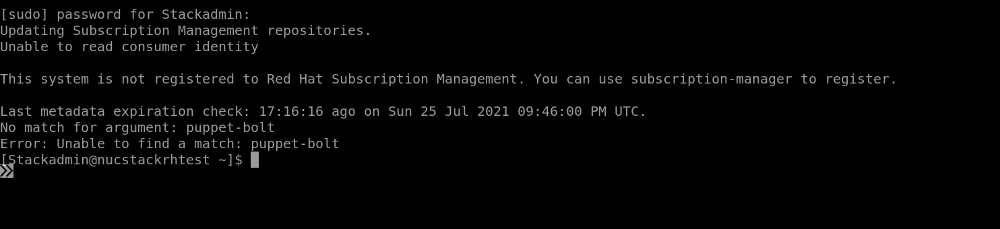 [sudo] password for Stackadmin:
Updating Subscription Management repositories.
Unable to read consumer identity
This system is not registered to Red Hat Subscription Management. You can use subscription-manager to register.
Last metadata expiration check: 17:16:16 ago on Sun 25 Jul 2021 09:46:00 PM UTC.
No match for argument: puppet-bolt
Error: Unable to find a match: puppet-bolt
[Stackadmin@nucstackrhtest ~]$